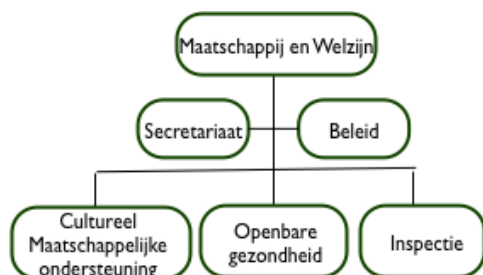 Maatschappij en Welzijn
Secretariaat
Beleid
Cultureel
Maatschappelijke
ondersteuning
Openbare
gezondheid
Inspectie